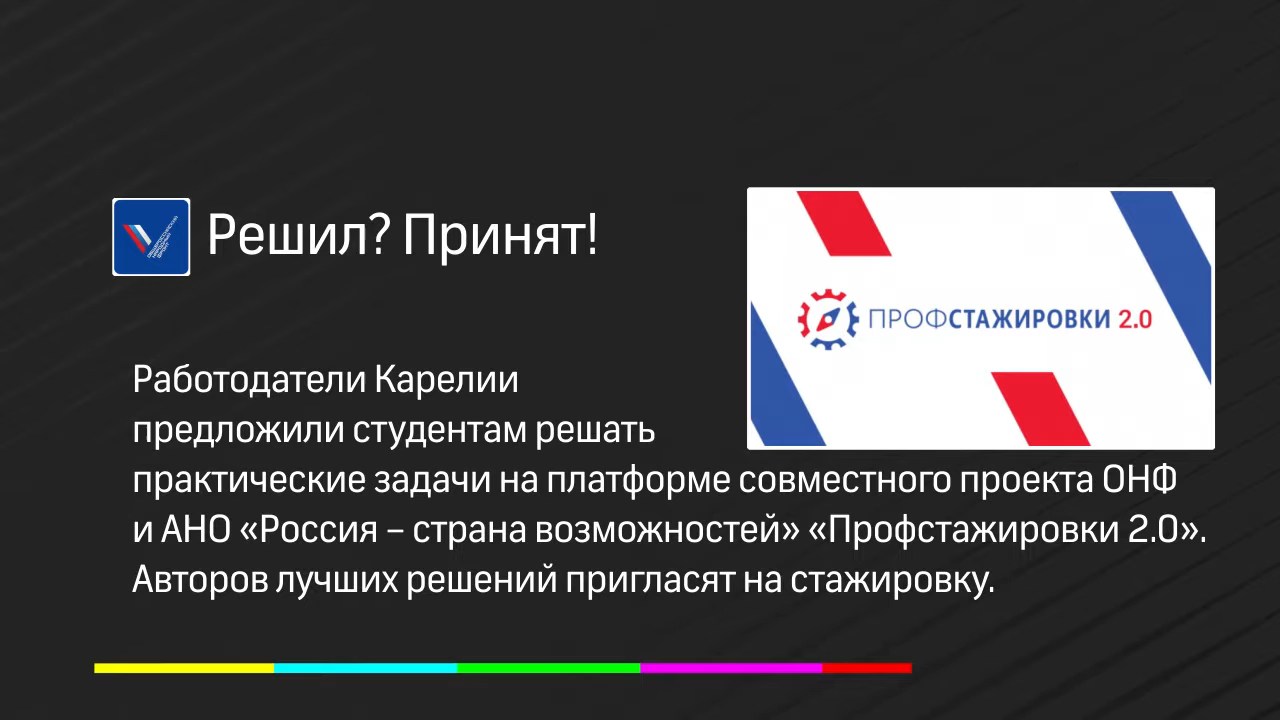 Решил? Принят!
ПРОФСТАЖИРОВКИ 2.0
Работодатели Карелии
предложили студентам решать
практические задачи на платформе совместного проекта ОНФ
и АНО «Россия – страна возможностей» «Профстажировки 2.0».
Авторов лучших решений пригласят на стажировку.